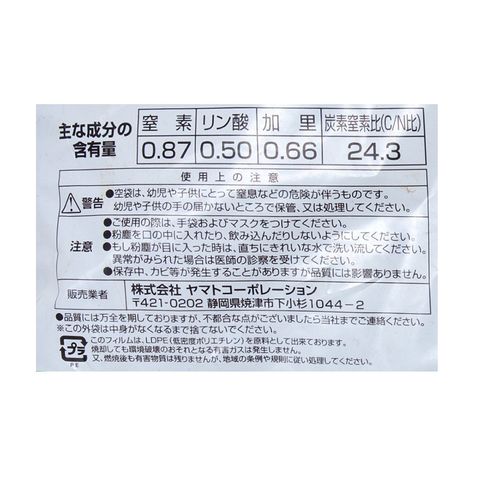 主な成分の含有量
窒素 リン酸 加里 炭素窒素比(C/N比)
0.87 0.50 0.66 24.3
使用上の注意
警告
●空袋は、幼児や子供にとって窒息などの危険が伴うものです。
幼児や子供の手の届かないところで保管、又は処理してください。
注意
●ご使用の際は、手袋およびマスクをつけてください。
●粉塵を口の中に入れたり、飲み込んだりしないようにしてください。
●もし粉塵が目に入った時は、直ちにきれいな水で洗い流してください。
異常がみられる場合は医師の診察を受けてください。
●保存中、カビ等が発生することがありますが品質には影響ありません。
販売業者
株式会社 ヤマトコーポレーション
〒421-0202 静岡県焼津市下小杉1044-2
●品質には万全を期しておりますが、不都合な点がございましたら当社までご連絡ください。
※この外袋は中身がなくなるまで捨てないでください。
プラ
PE
このフィルムは、LDPE(低密度ポリエチレン)を原料として出来ております。
焼却しても環境破壊のおそれとなる有害ガスは発生しません。
又、燃焼後も有害物質は残りませんが、地域の条例や規則に従い処理してください。